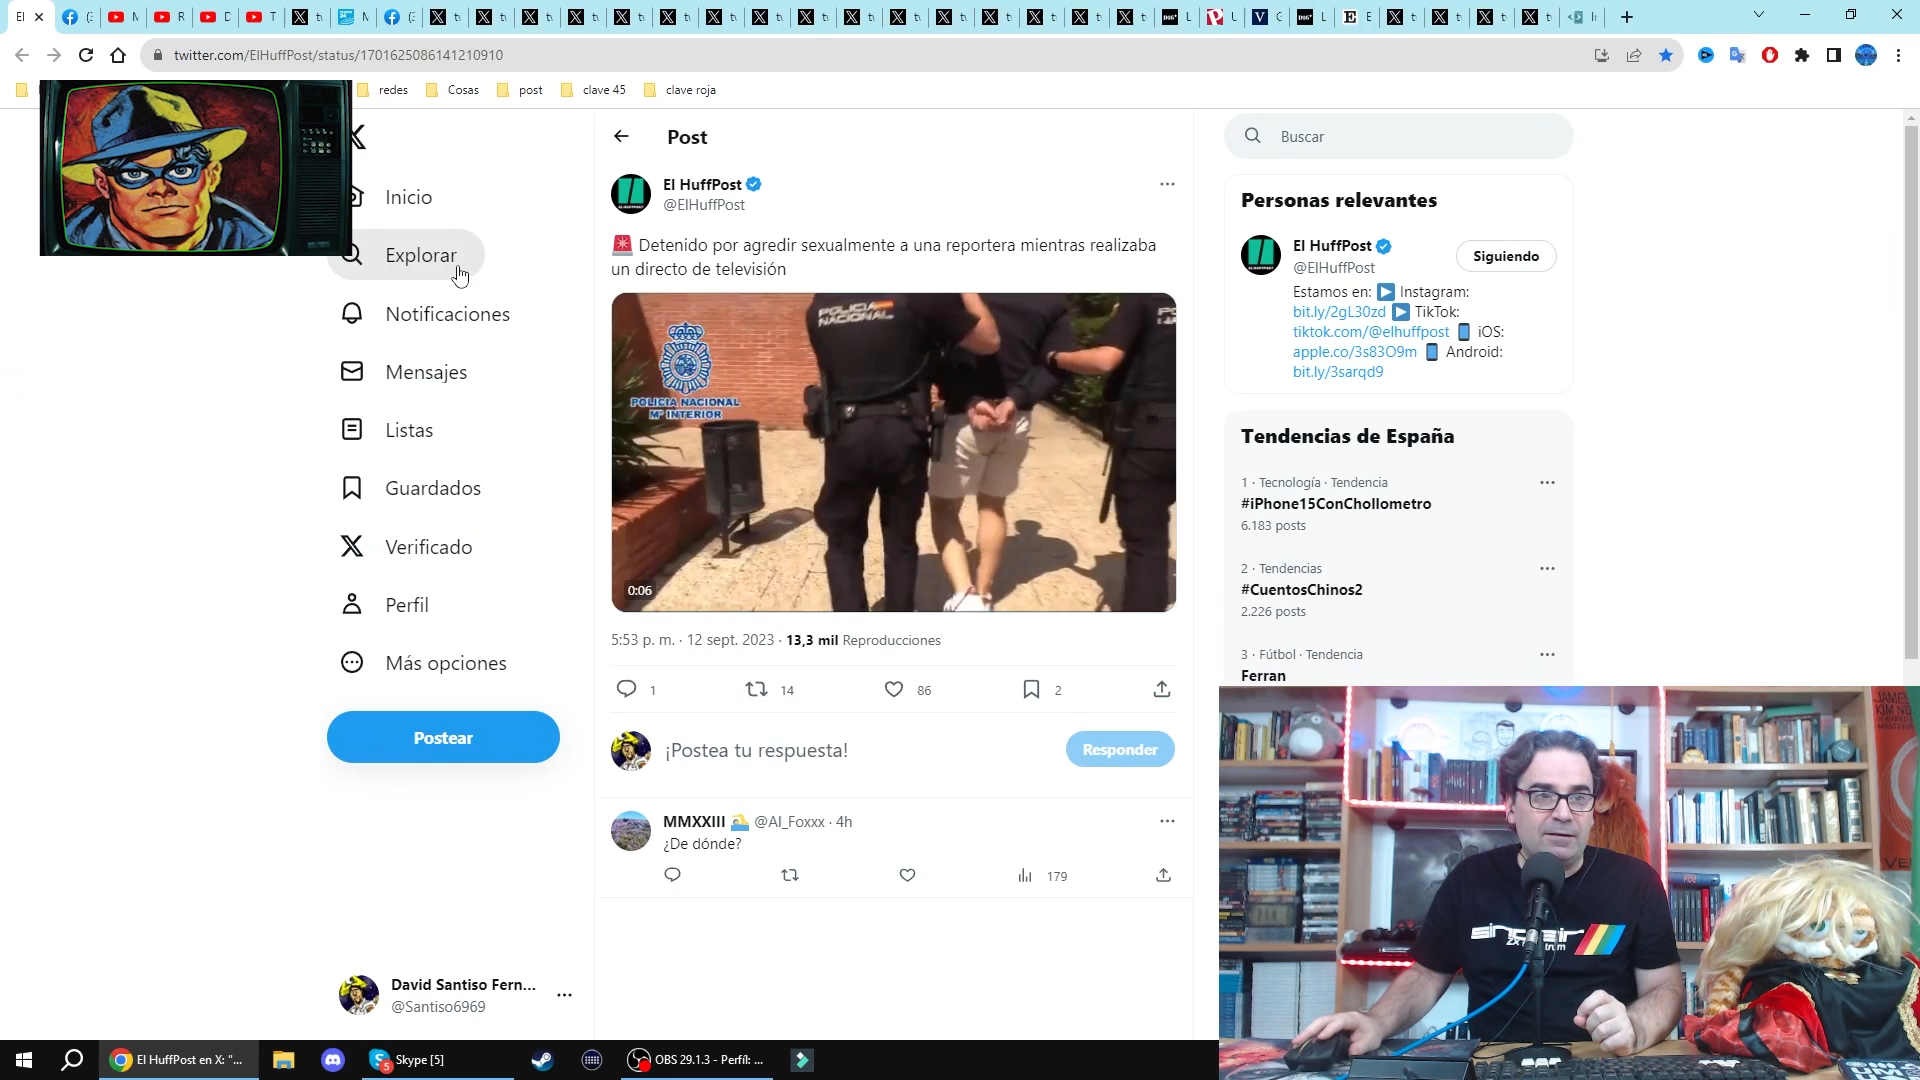 El
twitter.com/ElHuffPost/status/1701625086141210910
redes
Cosas
post
clave 45
clave roja
Inicio
Explorar
Notificaciones
Mensajes
Listas
Guardados
Verificado
Perfil
Más opciones
Postear
David Santiso Fern...
@Santiso6969
Post
El HuffPost
@ElHuffPost
🚨 Detenido por agredir sexualmente a una reportera mientras realizaba
un directo de televisión
POLICIA NACIONAL
Mº INTERIOR
POLICIA
NACIONAL
0:06
5:53 p. m. · 12 sept. 2023 · 13,3 mil Reproducciones
1
14
86
2
¡Postea tu respuesta!
Responder
MMXXIII @Al_Foxxx · 4h
¿De dónde?
179
Buscar
Personas relevantes
El HuffPost
@ElHuffPost
Siguiendo
Estamos en: ▶ Instagram:
bit.ly/2gL30zd ▶ TikTok:
tiktok.com/@elhuffpost 📱 iOS:
apple.co/3s83O9m 📱 Android:
bit.ly/3sarqd9
Tendencias de España
1 · Tecnología · Tendencia
#iPhone15ConChollometro
6.183 posts
2 · Tendencias
#CuentosChinos2
2.226 posts
3 · Fútbol · Tendencia
Ferran
sinclair
El HuffPost en X: "...
Skype [5]
OBS 29.1.3 - Perfil: ...